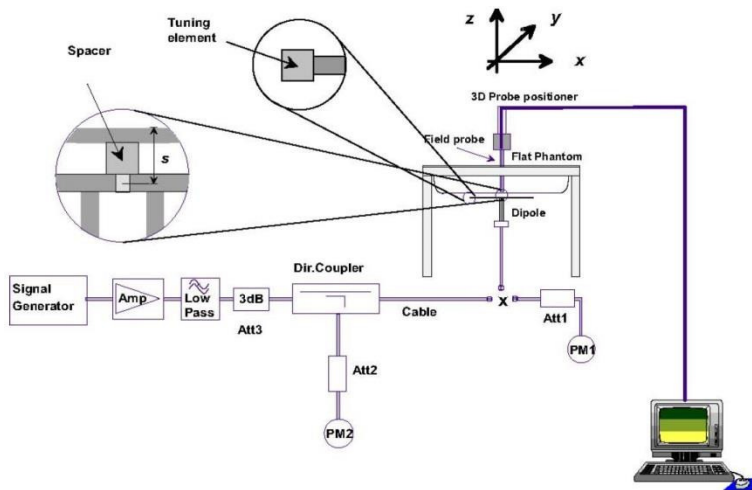 Tuning
element
Spacer
s
z
y
x
3D Probe positioner
Field probe
Flat Phantom
Dipole
Signal
Generator
Amp
Low
Pass
3dB
Att3
Dir.Coupler
Cable
x
Att1
PM1
Att2
PM2